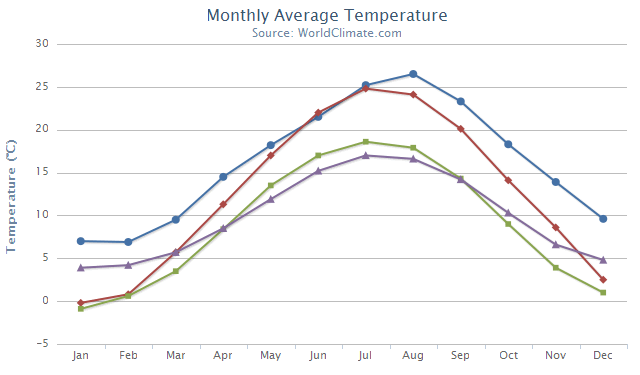 Monthly Average Temperature
Source: WorldClimate.com
Temperature (°C)
30
25
20
15
10
5
0
−5
Jan Feb Mar Apr May Jun Jul Aug Sep Oct Nov Dec